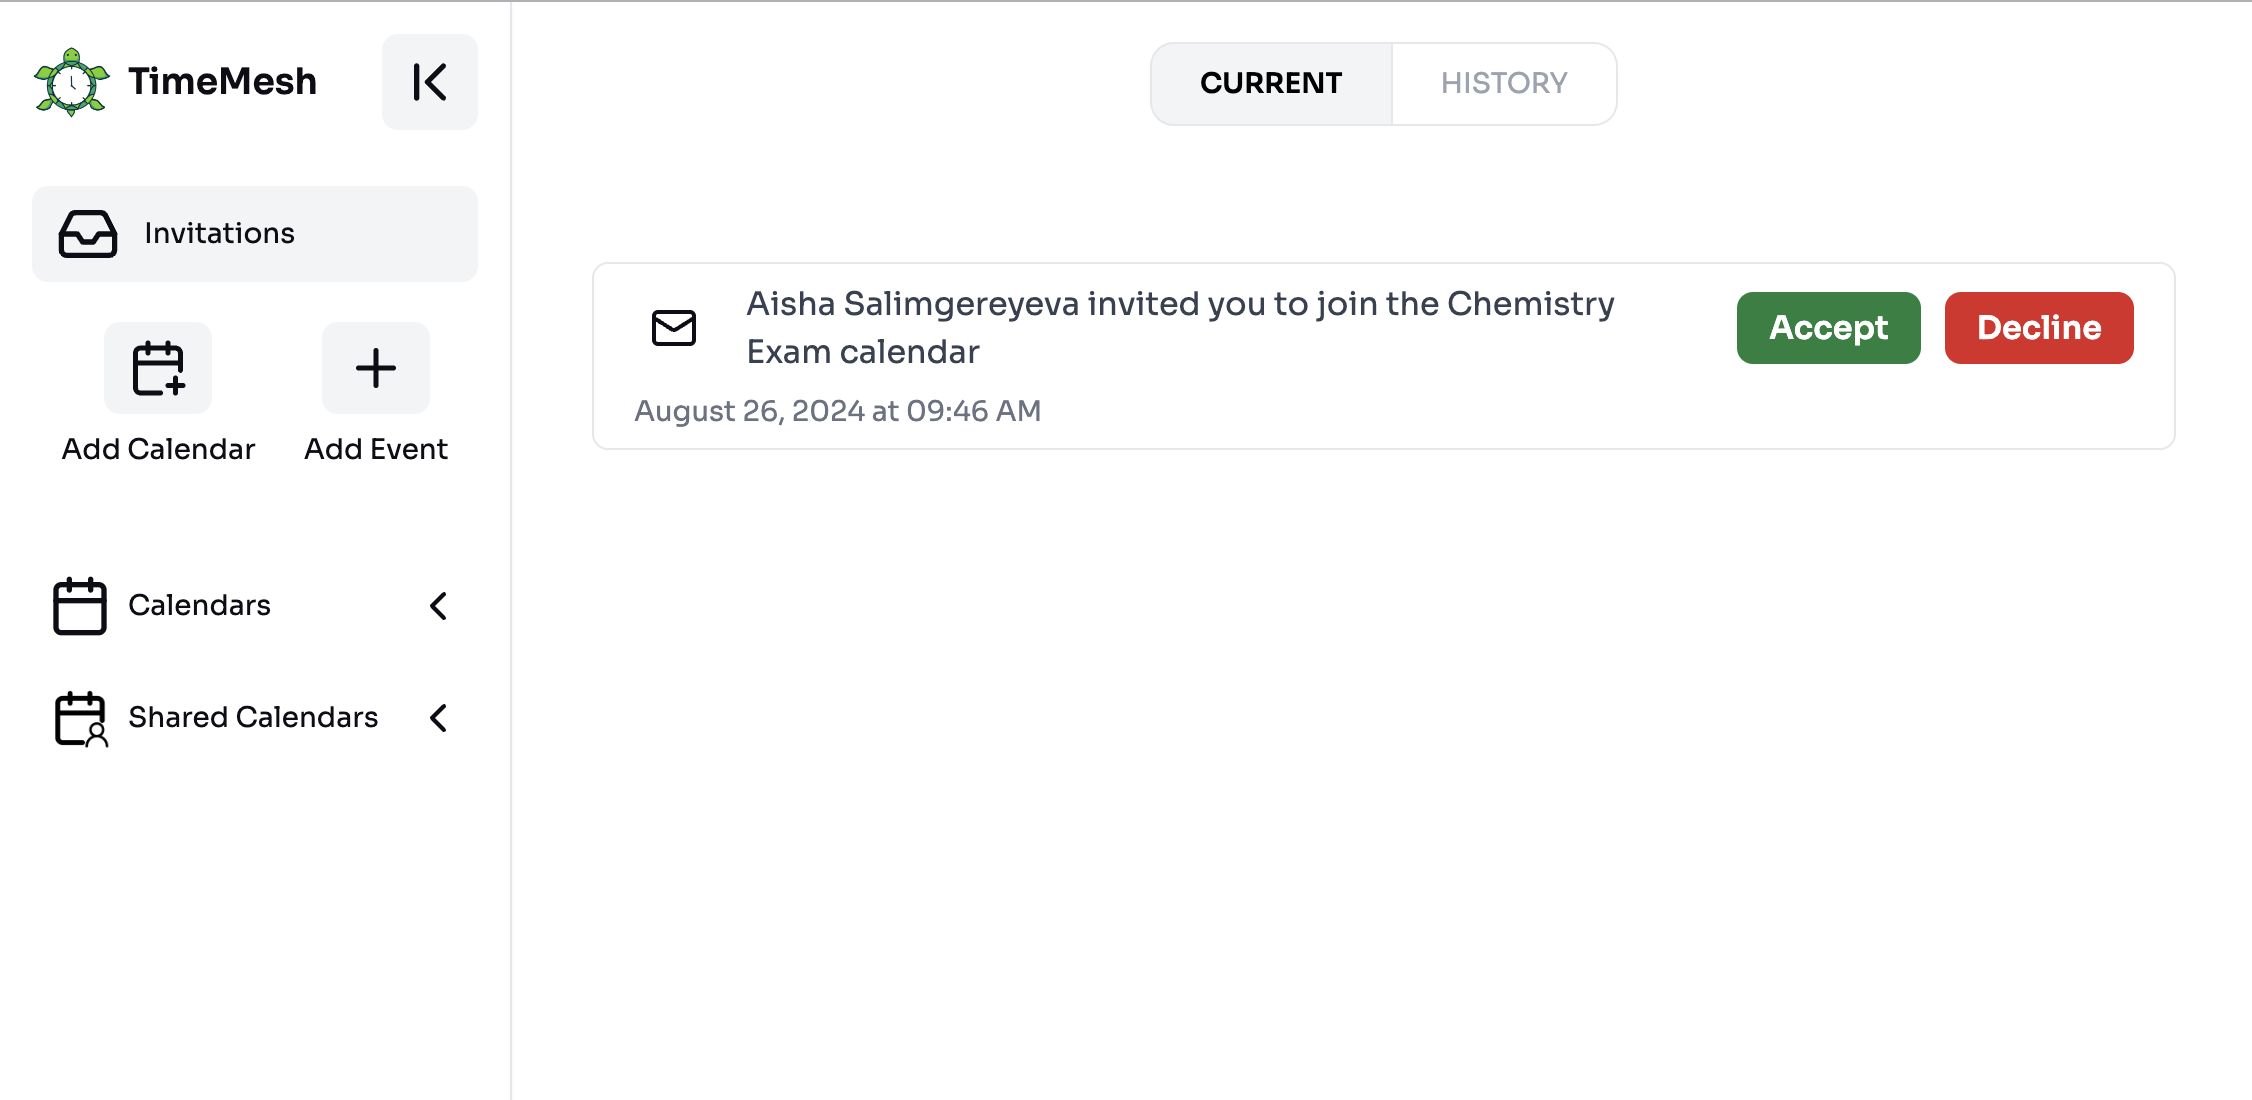 TimeMesh
CURRENT
HISTORY
Invitations
Add Calendar
Add Event
Calendars
Shared Calendars
Aisha Salimgereyeva invited you to join the Chemistry
Exam calendar
Accept
Decline
August 26, 2024 at 09:46 AM